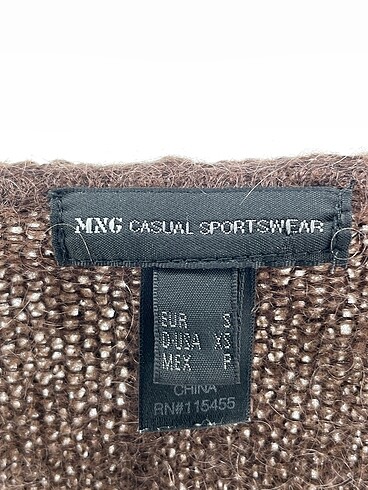 MNG CASUAL SPORTSWEAR
EUR S
D·USA XS
MEX P
CHINA
RN#115455